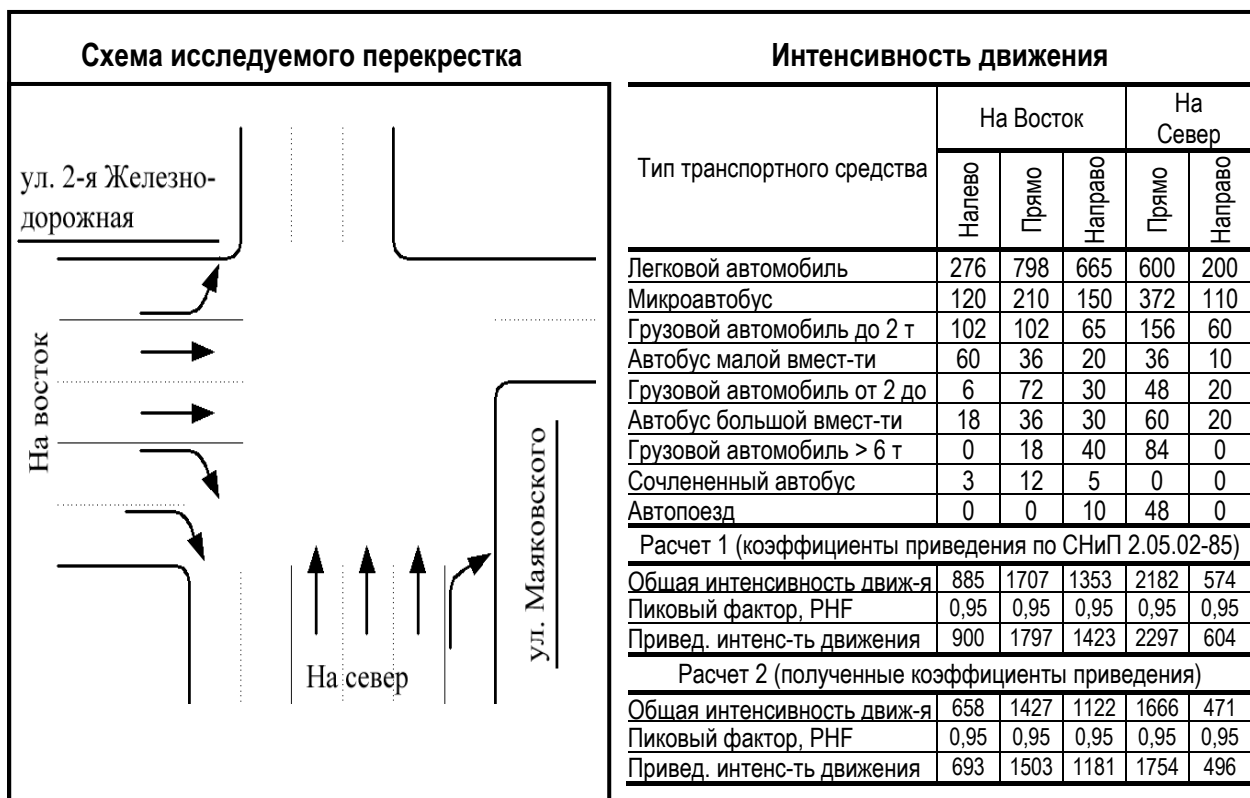 Схема исследуемого перекрестка
ул. 2-я Железно-
дорожная
На восток
На север
ул. Маяковского
Интенсивность движения
Тип транспортного средства
На Восток
На
Север
Налево Прямо Направо Прямо Направо
Легковой автомобиль 276 798 665 600 200
Микроавтобус 120 210 150 372 110
Грузовой автомобиль до 2 т 102 102 65 156 60
Автобус малой вмест-ти 60 36 20 36 10
Грузовой автомобиль от 2 до 6 72 30 48 20
Автобус большой вмест-ти 18 36 30 60 20
Грузовой автомобиль > 6 т 0 18 40 84 0
Сочлененный автобус 3 12 5 0 0
Автопоезд 0 0 10 48 0
Расчет 1 (коэффициенты приведения по СНиП 2.05.02-85)
Общая интенсивность движ-я 885 1707 1353 2182 574
Пиковый фактор, PHF 0,95 0,95 0,95 0,95 0,95
Привед. интенс-ть движения 900 1797 1423 2297 604
Расчет 2 (полученные коэффициенты приведения)
Общая интенсивность движ-я 658 1427 1122 1666 471
Пиковый фактор, PHF 0,95 0,95 0,95 0,95 0,95
Привед. интенс-ть движения 693 1503 1181 1754 496